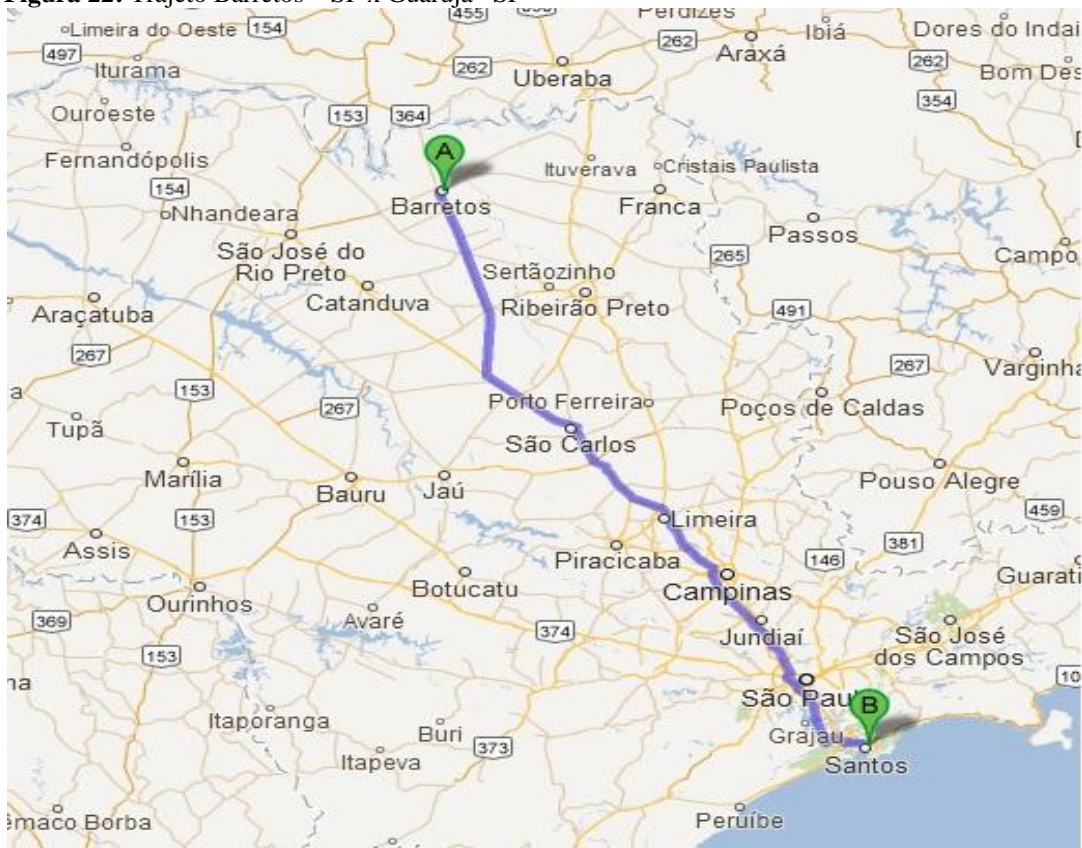 Figura 22: Trajeto Barretos – SP x Guarujá - SP
455
Perdizes
Ibiá
Limeira do Oeste
154
Dores do Indai
497
Iturama
262
Araxá
262
Uberaba
262
Bom Des
Ouroeste
153
364
354
Fernandópolis
A
Ituverava
Cristais Paulista
154
Nhandeara
Barretos
Franca
Passos
São José do
Rio Preto
265
Campo
Sertãozinho
Catanduva
Ribeirão Preto
Araçatuba
491
267
267
Varginha
153
267
Porto Ferreira
Poços de Caldas
a
Tupã
São Carlos
Marília
Bauru
Jaú
Pouso Alegre
374
153
Limeira
459
Assis
Piracicaba
381
146
Botucatu
Campinas
Guarati
Ourinhos
369
Avaré
374
Jundiaí
São José
dos Campos
153
na
São Pau
B
10
Itaporanga
Buri
373
Grajau
Itapeva
Santos
Peruíbe
êmaco Borba